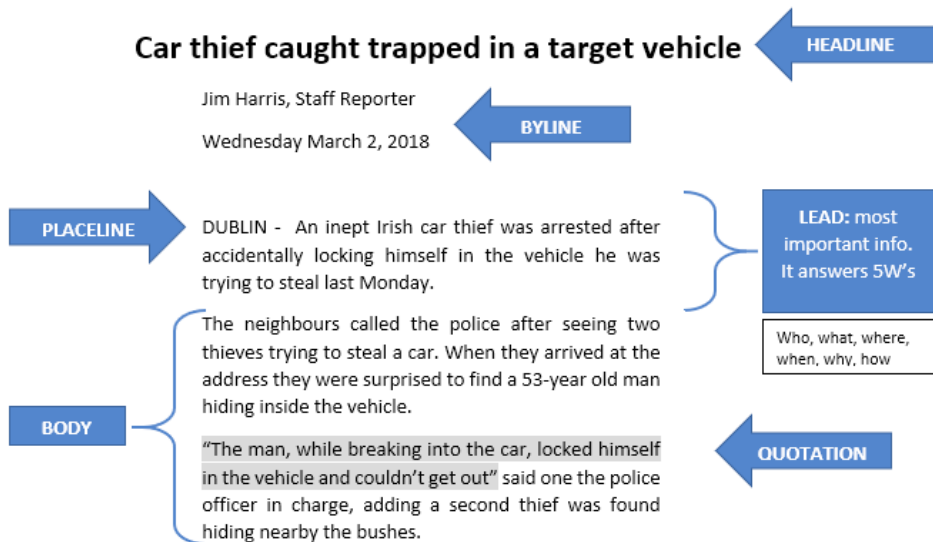 Car thief caught trapped in a target vehicle
HEADLINE
Jim Harris, Staff Reporter
Wednesday March 2, 2018
BYLINE
PLACELINE
DUBLIN - An inept Irish car thief was arrested after
accidentally locking himself in the vehicle he was
trying to steal last Monday.
LEAD: most
important info.
It answers 5W's
Who, what, where,
when, why, how
The neighbours called the police after seeing two
thieves trying to steal a car. When they arrived at the
address they were surprised to find a 53-year old man
hiding inside the vehicle.
BODY
“The man, while breaking into the car, locked himself
in the vehicle and couldn’t get out” said one the police
officer in charge, adding a second thief was found
hiding nearby the bushes.
QUOTATION